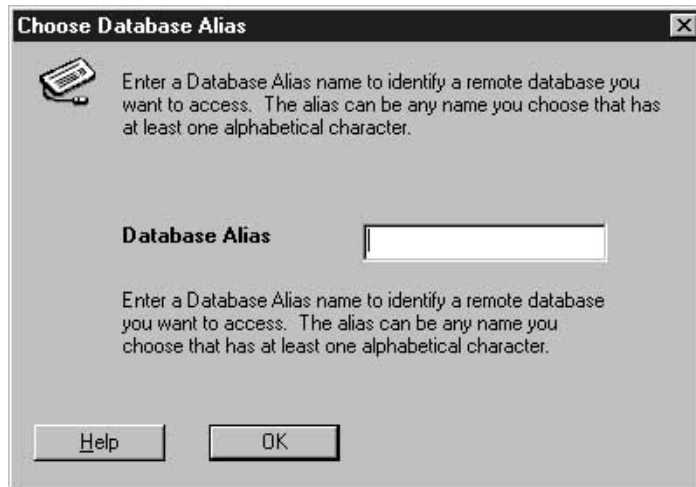 Choose Database Alias
Enter a Database Alias name to identify a remote database you
want to access. The alias can be any name you choose that has
at least one alphabetical character.
Database Alias
Enter a Database Alias name to identify a remote database
you want to access. The alias can be any name you
choose that has at least one alphabetical character.
Help
OK